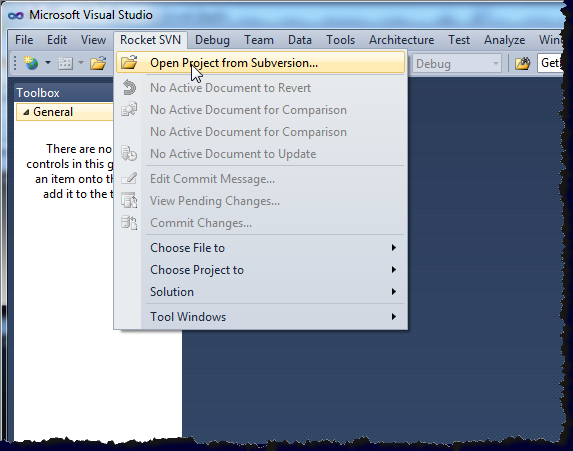 Microsoft Visual Studio
File Edit View Rocket SVN Debug Team Data Tools Architecture Test Analyze
Debug Get
Toolbox
General
There are no
controls in this g
an item onto th
add it to the t
Open Project from Subversion...
No Active Document to Revert
No Active Document for Comparison
No Active Document for Comparison
No Active Document to Update
Edit Commit Message...
View Pending Changes...
Commit Changes...
Choose File to
Choose Project to
Solution
Tool Windows